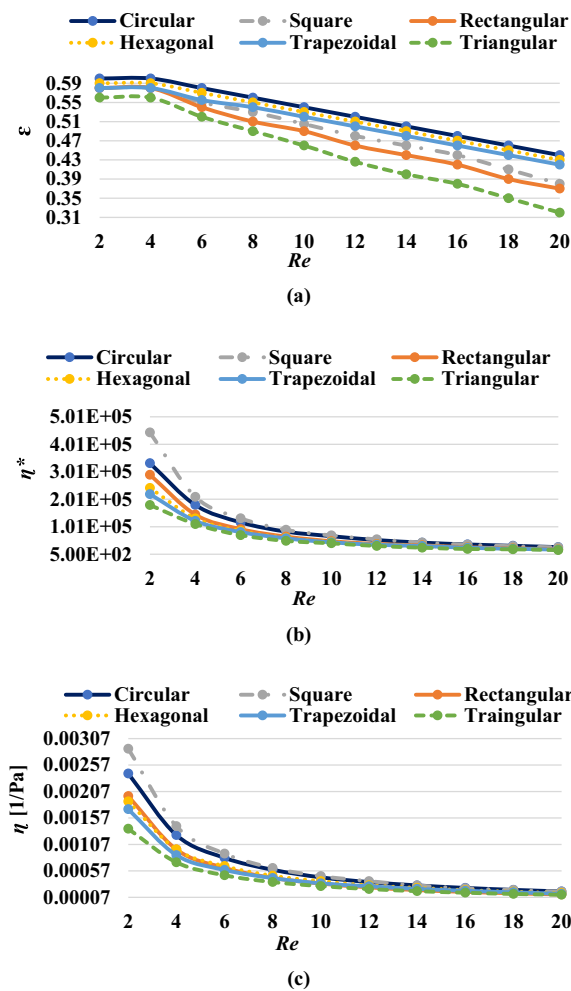 Circular Square Rectangular
Hexagonal Trapezoidal Triangular
0.59
0.55
0.51
0.47
0.43
0.39
0.35
0.31
ε
2 4 6 8 10 12 14 16 18 20
Re
(a)
Circular Square Rectangular
Hexagonal Trapezoidal Triangular
5.01E+05
4.01E+05
3.01E+05
2.01E+05
1.01E+05
5.00E+02
η*
2 4 6 8 10 12 14 16 18 20
Re
(b)
Circular Square Rectangular
Hexagonal Trapezoidal Traingular
0.00307
0.00257
0.00207
0.00157
0.00107
0.00057
0.00007
η [1/Pa]
2 4 6 8 10 12 14 16 18 20
Re
(c)